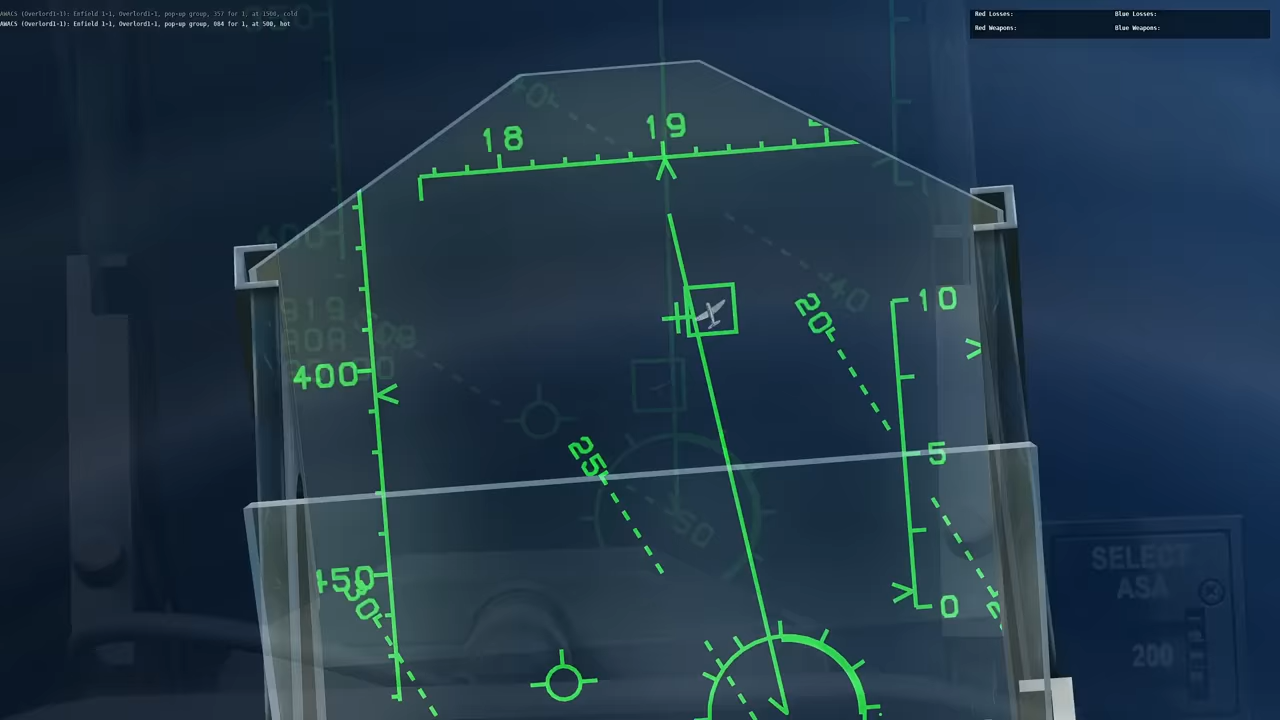 AWACS (Overlord1-1): Enfield 1-1, Overlord1-1, pop-up group, 357 for 1, at 1500, cold
AWACS (Overlord1-1): Enfield 1-1, Overlord1-1, pop-up group, 084 for 1, at 500, hot
Red Losses: Blue Losses:
Red Weapons: Blue Weapons:
18 19
400
20
10
25
5
450
30
0
SELECT
ASA
200